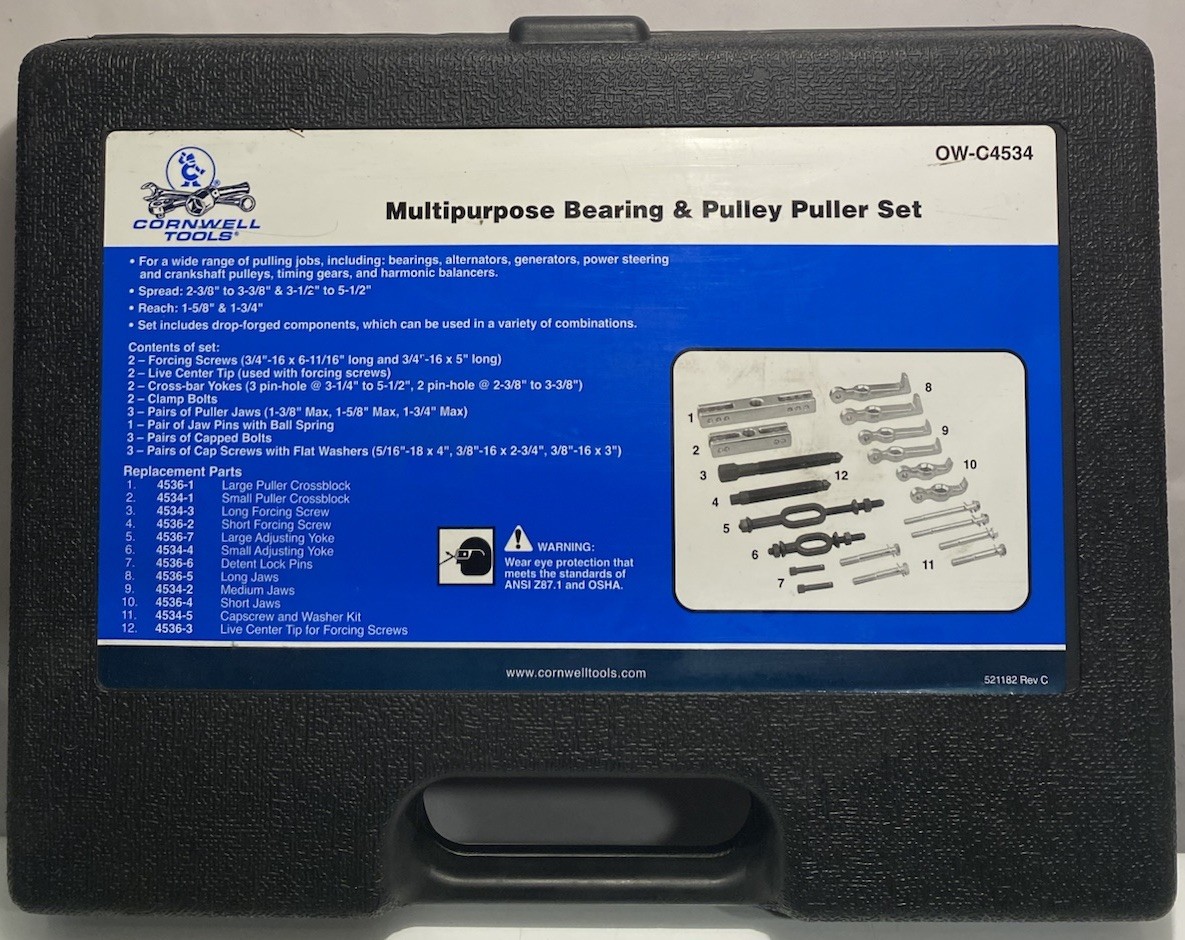 OW-C4534
CORNWELL
TOOLS®
Multipurpose Bearing & Pulley Puller Set
• For a wide range of pulling jobs, including: bearings, alternators, generators, power steering
and crankshaft pulleys, timing gears, and harmonic balancers.
• Spread: 2-3/8" to 3-3/8" & 3-1/2" to 5-1/2"
• Reach: 1-5/8" & 1-3/4"
• Set includes drop-forged components, which can be used in a variety of combinations.
Contents of set:
2 – Forcing Screws (3/4"-16 x 6-11/16" long and 3/4"-16 x 5" long)
2 – Live Center Tip (used with forcing screws)
2 – Cross-bar Yokes (3 pin-hole @ 3-1/4" to 5-1/2", 2 pin-hole @ 2-3/8" to 3-3/8")
2 – Clamp Bolts
3 – Pairs of Puller Jaws (1-3/8" Max, 1-5/8" Max, 1-3/4" Max)
1 – Pair of Jaw Pins with Ball Spring
3 – Pairs of Capped Bolts
3 – Pairs of Cap Screws with Flat Washers (5/16"-18 x 4", 3/8"-16 x 2-3/4", 3/8"-16 x 3")
Replacement Parts
1. 4536-1 Large Puller Crossblock
2. 4534-1 Small Puller Crossblock
3. 4534-3 Long Forcing Screw
4. 4536-2 Short Forcing Screw
5. 4536-7 Large Adjusting Yoke
6. 4534-4 Small Adjusting Yoke
7. 4536-6 Detent Lock Pins
8. 4536-5 Long Jaws
9. 4534-2 Medium Jaws
10. 4536-4 Short Jaws
11. 4534-5 Capscrew and Washer Kit
12. 4536-3 Live Center Tip for Forcing Screws
WARNING:
Wear eye protection that
meets the standards of
ANSI Z87.1 and OSHA.
1
2
3
4
5
6
7
8
9
10
11
12
www.cornwelltools.com
521182 Rev C